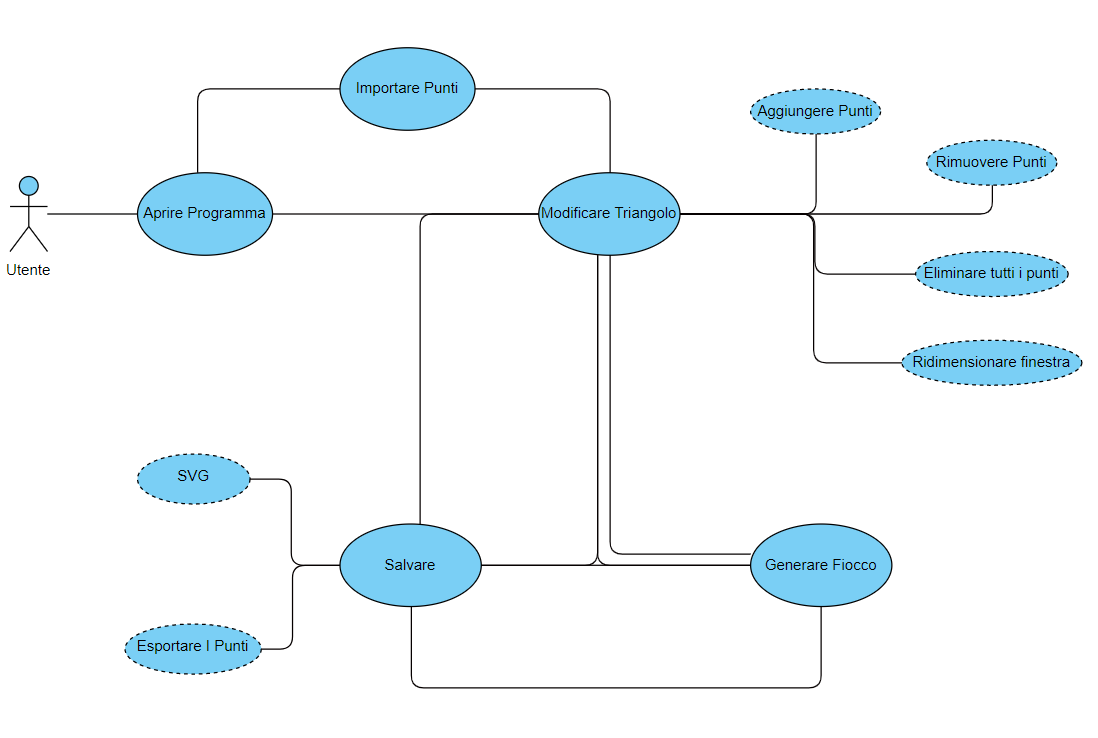 Importare Punti
Aggiungere Punti
Rimuovere Punti
Aprire Programma
Modificare Triangolo
Utente
Eliminare tutti i punti
Ridimensionare finestra
SVG
Salvare
Generare Fiocco
Esportare I Punti